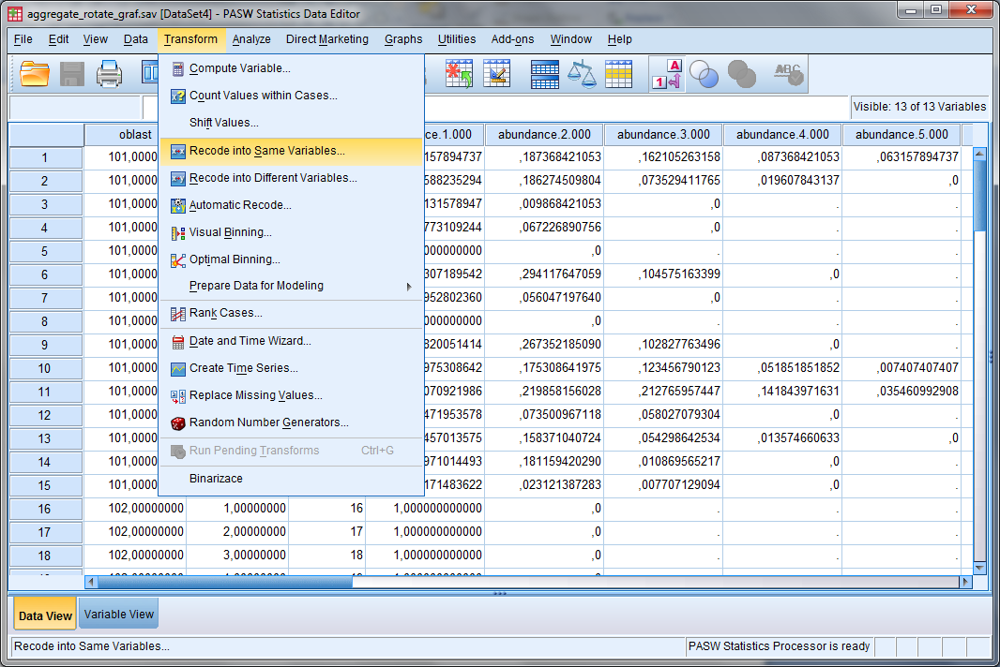 aggregate_rotate_graf.sav [DataSet4] - PASW Statistics Data Editor
File Edit View Data Transform Analyze Direct Marketing Graphs Utilities Add-ons Window Help
Visible: 13 of 13 Variables
Compute Variable...
Count Values within Cases...
Shift Values...
Recode into Same Variables...
Recode into Different Variables...
Automatic Recode...
Visual Binning...
Optimal Binning...
Prepare Data for Modeling
Rank Cases...
Date and Time Wizard...
Create Time Series...
Replace Missing Values...
Random Number Generators...
Run Pending Transforms Ctrl+G
Binarizace
oblast ce.1.000 abundance.2.000 abundance.3.000 abundance.4.000 abundance.5.000
1 101,0000 157894737 ,187368421053 ,162105263158 ,087368421053 ,063157894737
2 101,0000 588235294 ,186274509804 ,073529411765 ,019607843137 ,0
3 101,0000 131578947 ,009868421053 ,0 . .
4 101,0000 773109244 ,067226890756 ,0 . .
5 101,0000 000000000 ,0 . . .
6 101,0000 307189542 ,294117647059 ,104575163399 ,0 .
7 101,0000 952802360 ,056047197640 ,0 . .
8 101,0000 000000000 ,0 . . .
9 101,0000 820051414 ,267352185090 ,102827763496 ,0 .
10 101,0000 975308642 ,175308641975 ,123456790123 ,051851851852 ,007407407407
11 101,0000 070921986 ,219858156028 ,212765957447 ,141843971631 ,035460992908
12 101,0000 471953578 ,073500967118 ,058027079304 ,0 .
13 101,0000 457013575 ,158371040724 ,054298642534 ,013574660633 ,0
14 101,0000 971014493 ,181159420290 ,010869565217 ,0 .
15 101,0000 171483622 ,023121387283 ,007707129094 ,0 .
16 102,00000000 1,00000000 16 1,000000000000 ,0 . . .
17 102,00000000 2,00000000 17 1,000000000000 ,0 . . .
18 102,00000000 3,00000000 18 1,000000000000 ,0 . . .
Data View Variable View
Recode into Same Variables... PASW Statistics Processor is ready